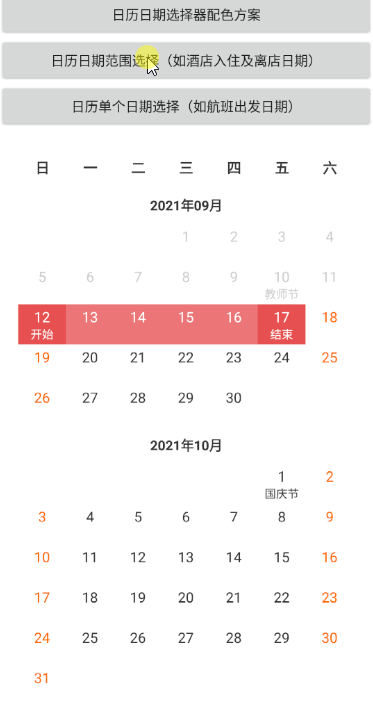 日历日期选择器配色方案
日历日期范围选择（如酒店入住及离店日期）
日历单个日期选择（如航班出发日期）
日 一 二 三 四 五 六
2021年09月
1 2 3 4
5 6 7 8 9 10 11
教师节
12 13 14 15 16 17 18
开始 结束
19 20 21 22 23 24 25
26 27 28 29 30
2021年10月
1 2
国庆节
3 4 5 6 7 8 9
10 11 12 13 14 15 16
17 18 19 20 21 22 23
24 25 26 27 28 29 30
31